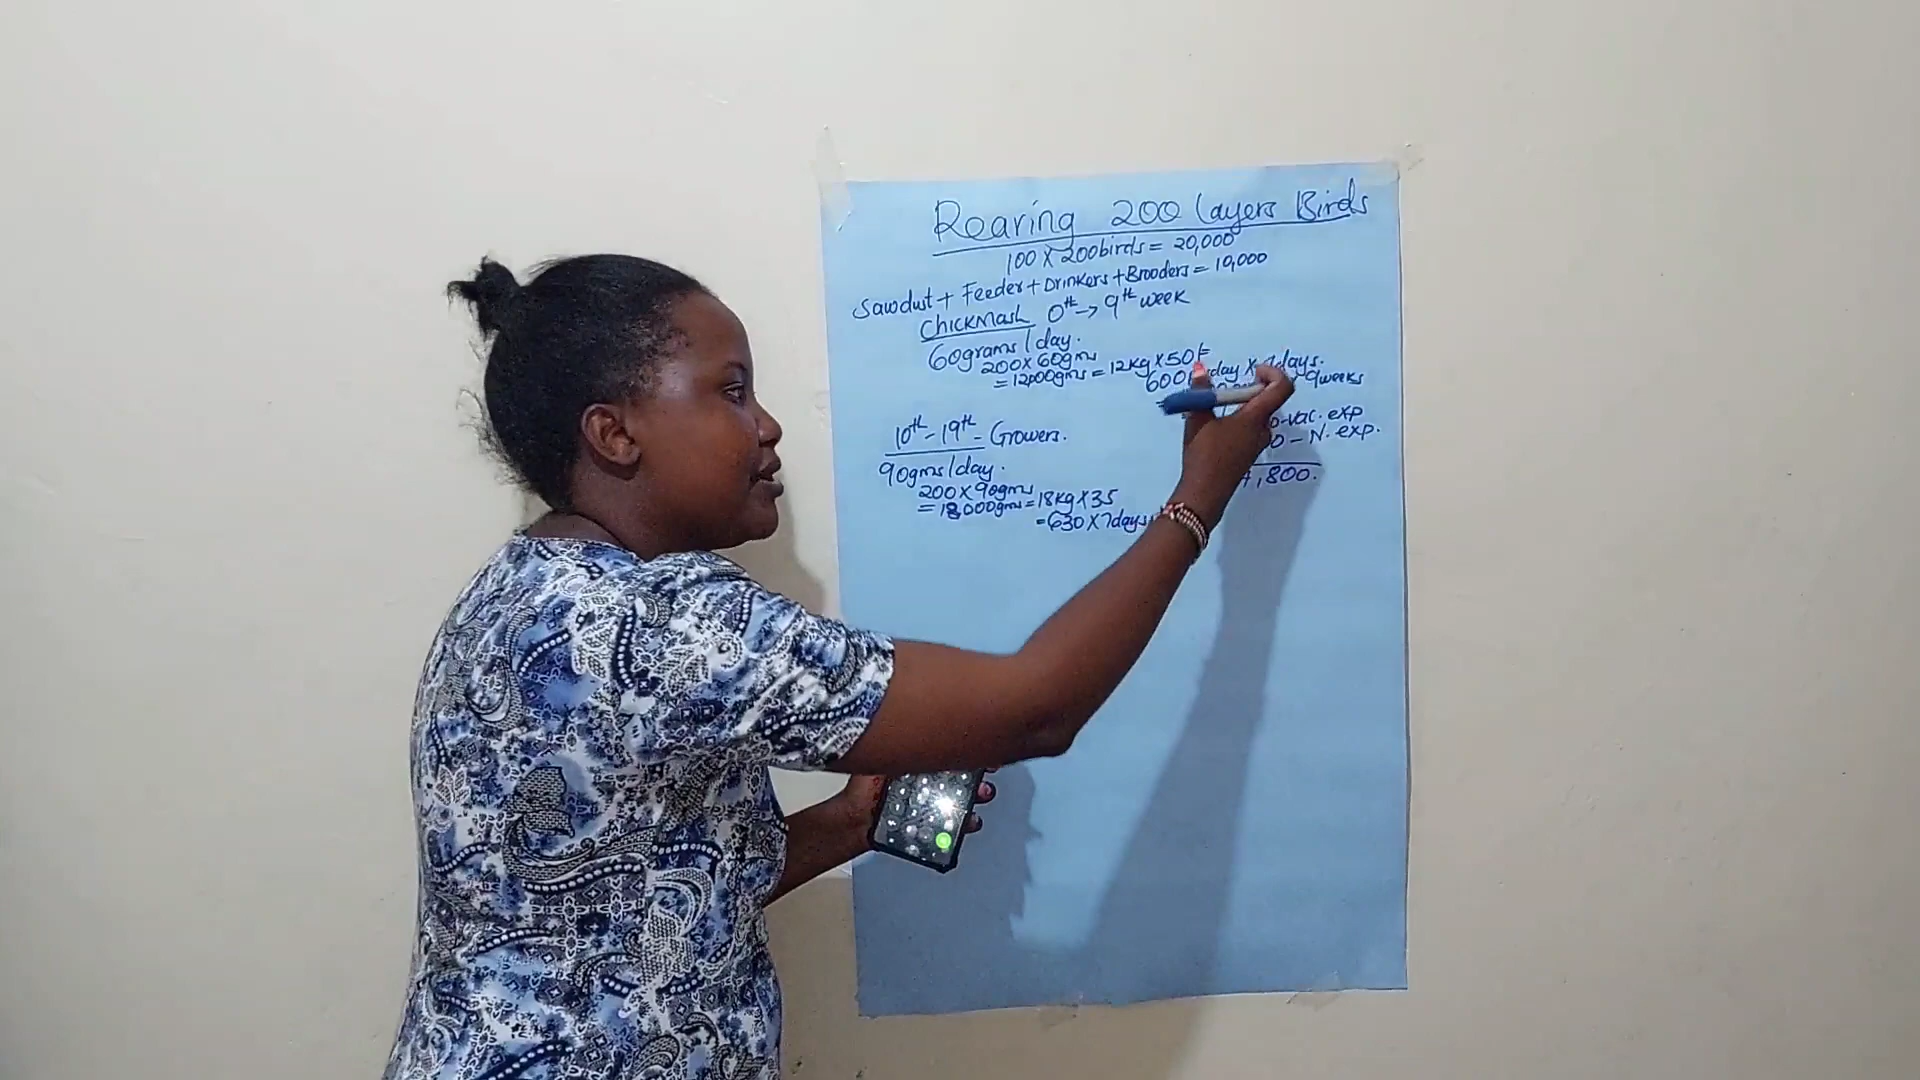 Rearing 200 Layers Birds
100 X 200birds = 20,000
Sawdust + Feeder + Drinkers + Brooders = 10,000
ChickMash 0th → 9th week
60grams / day.
200 X 60gms
= 12000gms = 12Kg X 50/=
600 day X 7days.
9weeks
-vac. exp
0 - N. exp.
,800.
10th - 19th - Growers.
90gms / day.
200 X 90gms
= 18000gms = 18Kg X 35
= 630 X 7days